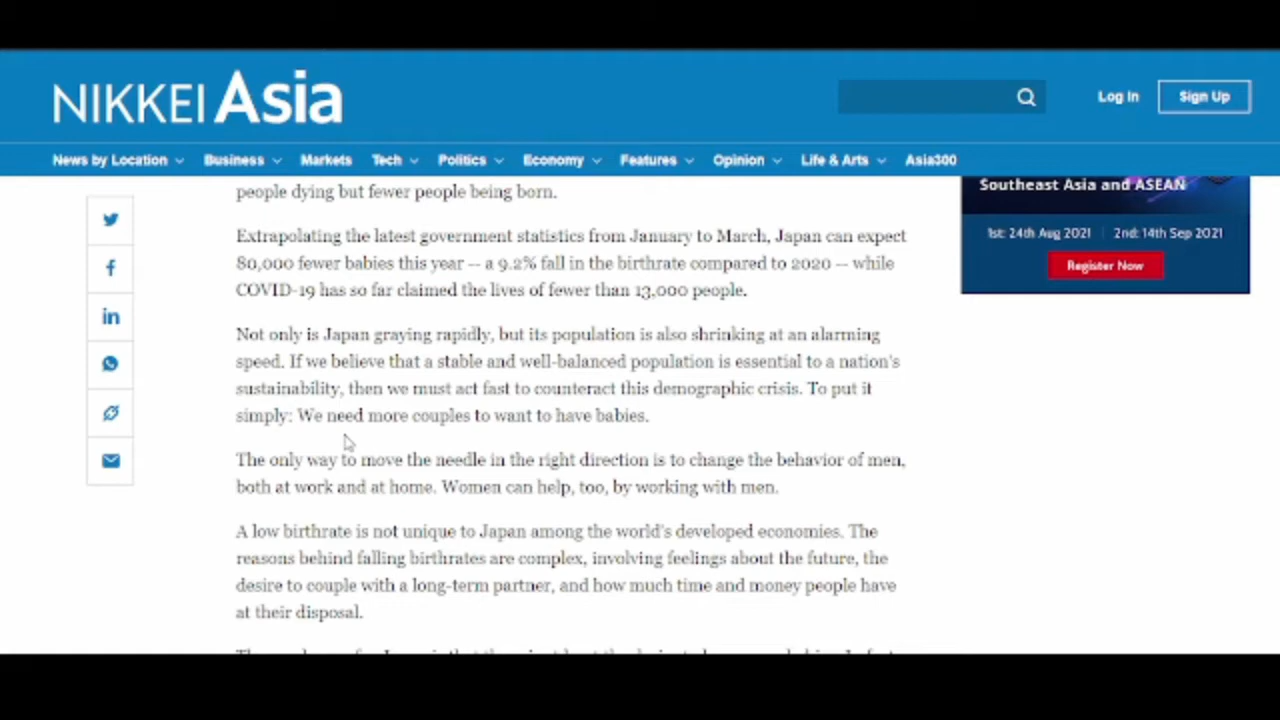 NIKKEI Asia
Log In
Sign Up
News by Location
Business
Markets
Tech
Politics
Economy
Features
Opinion
Life & Arts
Asia300
people dying but fewer people being born.
Extrapolating the latest government statistics from January to March, Japan can expect
80,000 fewer babies this year -- a 9.2% fall in the birthrate compared to 2020 -- while
COVID-19 has so far claimed the lives of fewer than 13,000 people.
Not only is Japan graying rapidly, but its population is also shrinking at an alarming
speed. If we believe that a stable and well-balanced population is essential to a nation's
sustainability, then we must act fast to counteract this demographic crisis. To put it
simply: We need more couples to want to have babies.
The only way to move the needle in the right direction is to change the behavior of men,
both at work and at home. Women can help, too, by working with men.
A low birthrate is not unique to Japan among the world's developed economies. The
reasons behind falling birthrates are complex, involving feelings about the future, the
desire to couple with a long-term partner, and how much time and money people have
at their disposal.
Southeast Asia and ASEAN
1st: 24th Aug 2021
2nd: 14th Sep 2021
Register Now